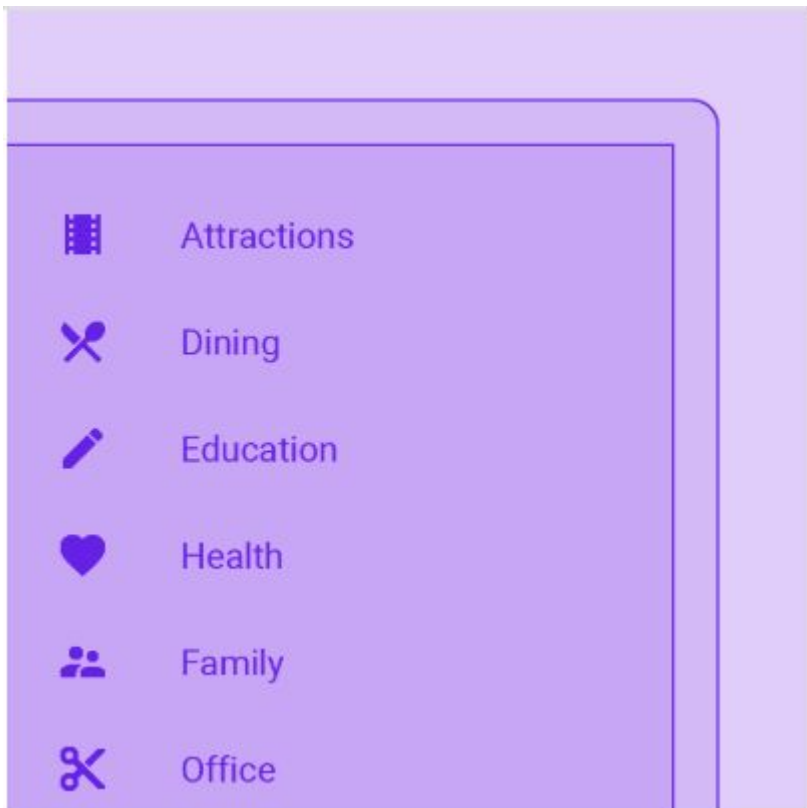 Attractions
Dining
Education
Health
Family
Office